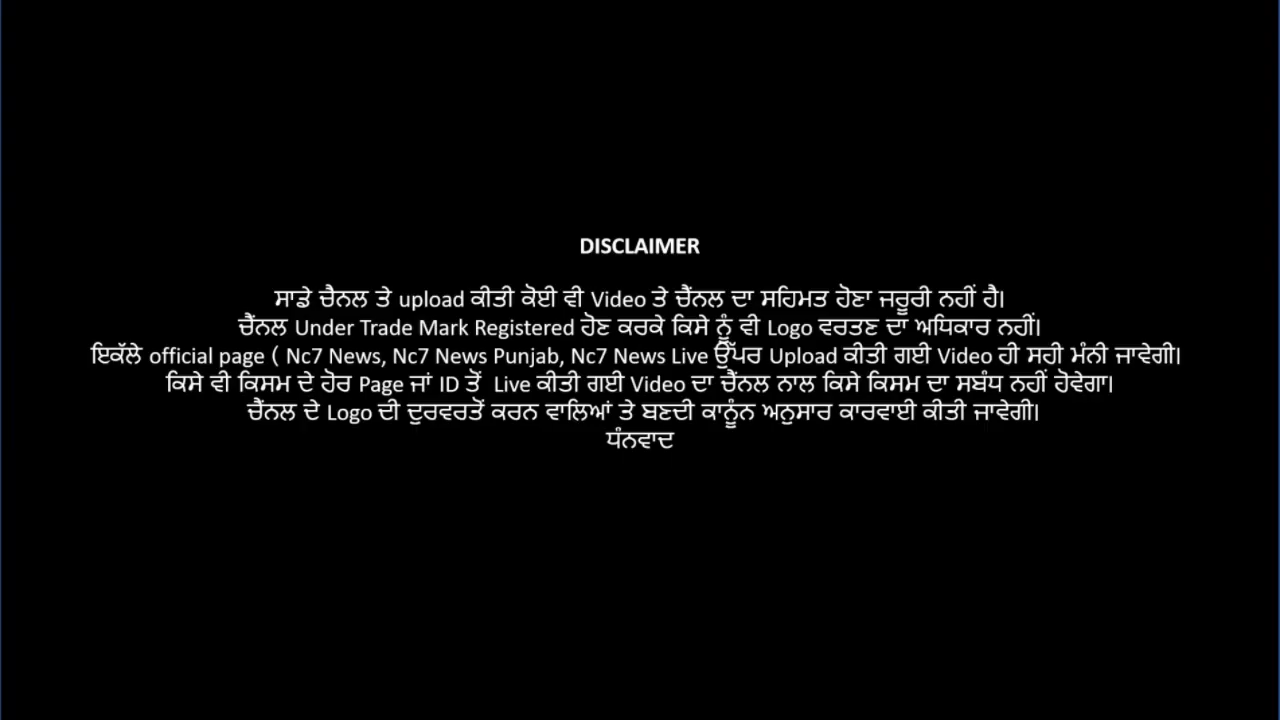 DISCLAIMER
ਸਾਡੇ ਚੈਨਲ ਤੇ upload ਕੀਤੀ ਕੋਈ ਵੀ Video ਤੇ ਚੈਂਨਲ ਦਾ ਸਹਿਮਤ ਹੋਣਾ ਜਰੂਰੀ ਨਹੀਂ ਹੈ।
ਚੈਂਨਲ Under Trade Mark Registered ਹੋਣ ਕਰਕੇ ਕਿਸੇ ਨੂੰ ਵੀ Logo ਵਰਤਣ ਦਾ ਅਧਿਕਾਰ ਨਹੀਂ।
ਇਕੱਲੇ official page ( Nc7 News, Nc7 News Punjab, Nc7 News Live ਉੱਪਰ Upload ਕੀਤੀ ਗਈ Video ਹੀ ਸਹੀ ਮੰਨੀ ਜਾਵੇਗੀ।
ਕਿਸੇ ਵੀ ਕਿਸਮ ਦੇ ਹੋਰ Page ਜਾਂ ID ਤੋਂ Live ਕੀਤੀ ਗਈ Video ਦਾ ਚੈਂਨਲ ਨਾਲ ਕਿਸੇ ਕਿਸਮ ਦਾ ਸਬੰਧ ਨਹੀਂ ਹੋਵੇਗਾ।
ਚੈਂਨਲ ਦੇ Logo ਦੀ ਦੁਰਵਰਤੋਂ ਕਰਨ ਵਾਲਿਆਂ ਤੇ ਬਣਦੀ ਕਾਨੂੰਨ ਅਨੁਸਾਰ ਕਾਰਵਾਈ ਕੀਤੀ ਜਾਵੇਗੀ।
ਧੰਨਵਾਦ